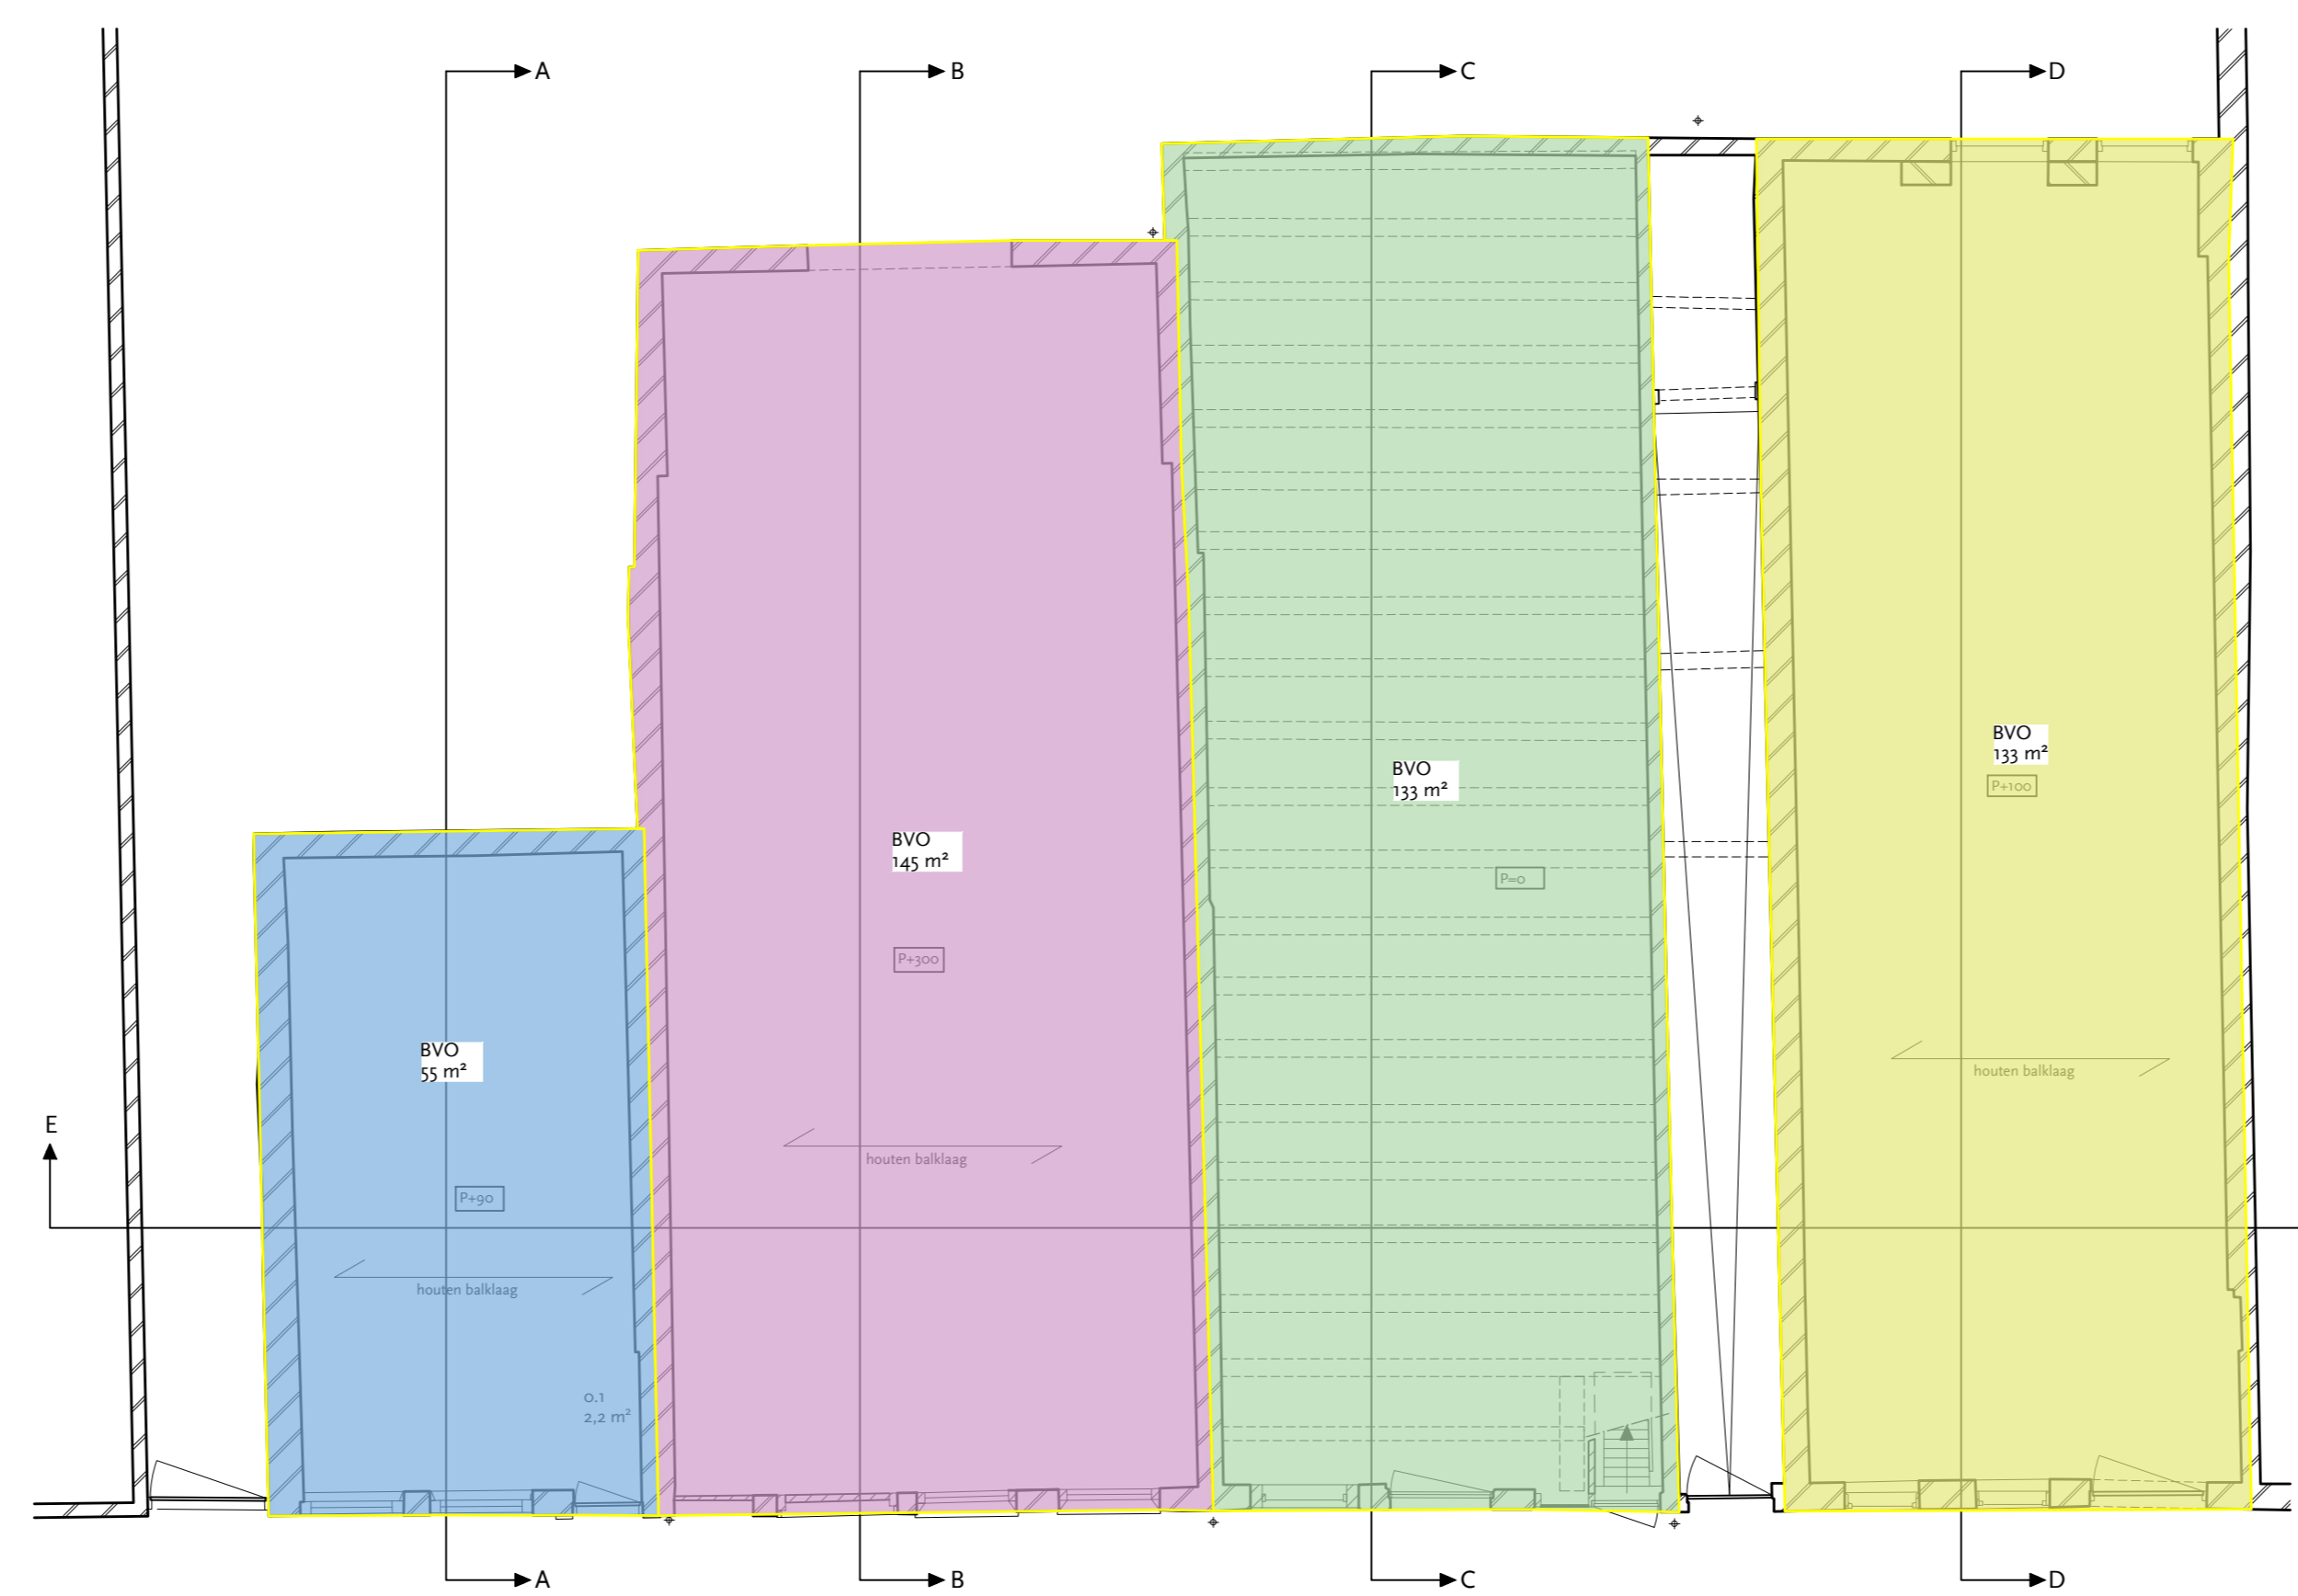 A
B
C
D
BVO
133 m²
BVO
133 m²
P+100
BVO
145 m²
P=0
P+300
BVO
55 m²
houten balklaag
E
houten balklaag
P+90
houten balklaag
0.1
2,2 m²
A
B
C
D